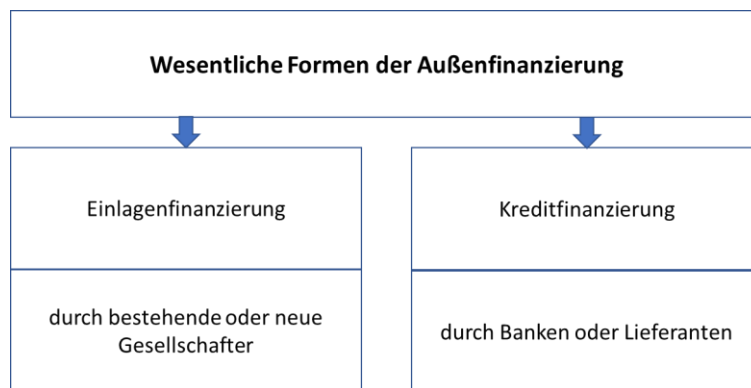 Wesentliche Formen der Außenfinanzierung
Einlagenfinanzierung
Kreditfinanzierung
durch bestehende oder neue
Gesellschafter
durch Banken oder Lieferanten